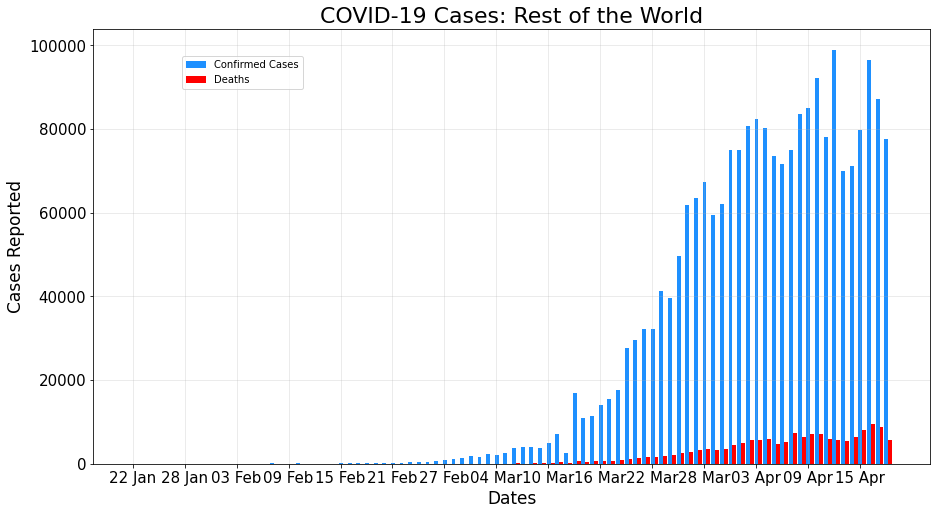 COVID-19 Cases: Rest of the World
Confirmed Cases
Deaths
Cases Reported
100000
80000
60000
40000
20000
0
22 Jan 28 Jan 03 Feb 09 Feb 15 Feb 21 Feb 27 Feb 04 Mar 10 Mar 16 Mar 22 Mar 28 Mar 03 Apr 09 Apr 15 Apr
Dates